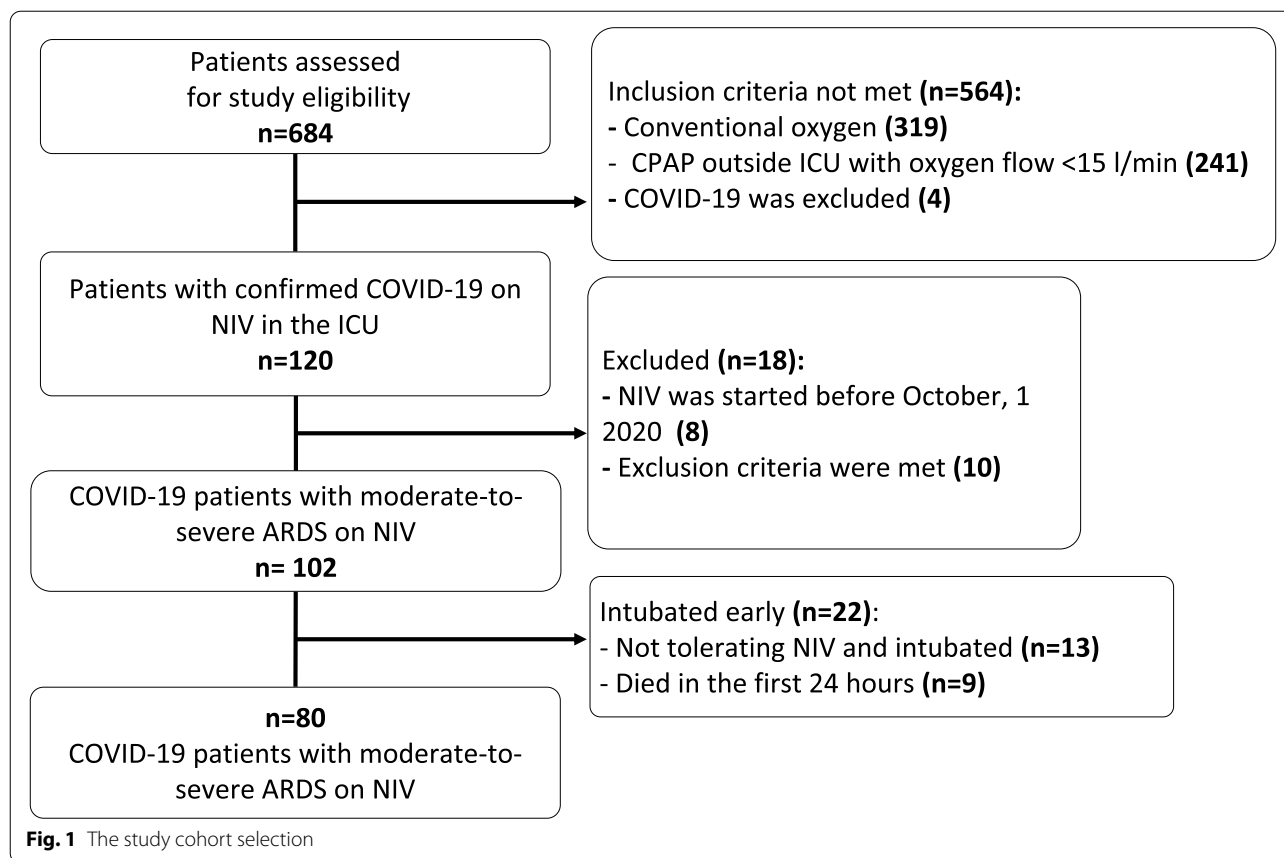 Patients assessed
for study eligibility
n=684
Inclusion criteria not met (n=564):
- Conventional oxygen (319)
- CPAP outside ICU with oxygen flow <15 l/min (241)
- COVID-19 was excluded (4)
Patients with confirmed COVID-19 on
NIV in the ICU
n=120
Excluded (n=18):
- NIV was started before October, 1
2020 (8)
- Exclusion criteria were met (10)
COVID-19 patients with moderate-to-
severe ARDS on NIV
n= 102
Intubated early (n=22):
- Not tolerating NIV and intubated (n=13)
- Died in the first 24 hours (n=9)
n=80
COVID-19 patients with moderate-to-
severe ARDS on NIV
Fig. 1 The study cohort selection